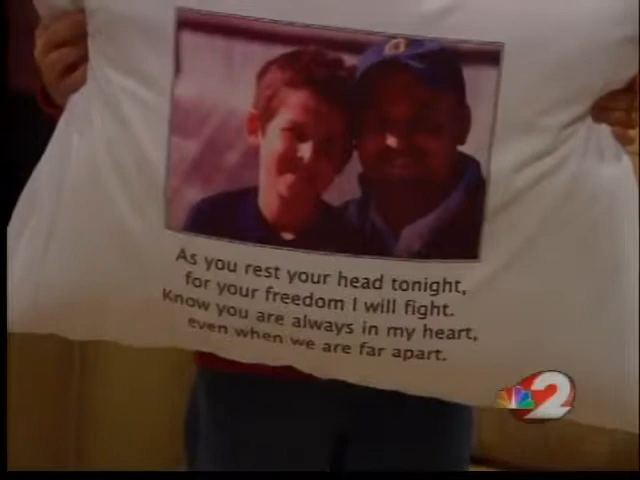 As you rest your head tonight,
for your freedom I will fight.
Know you are always in my heart,
even when we are far apart.
2